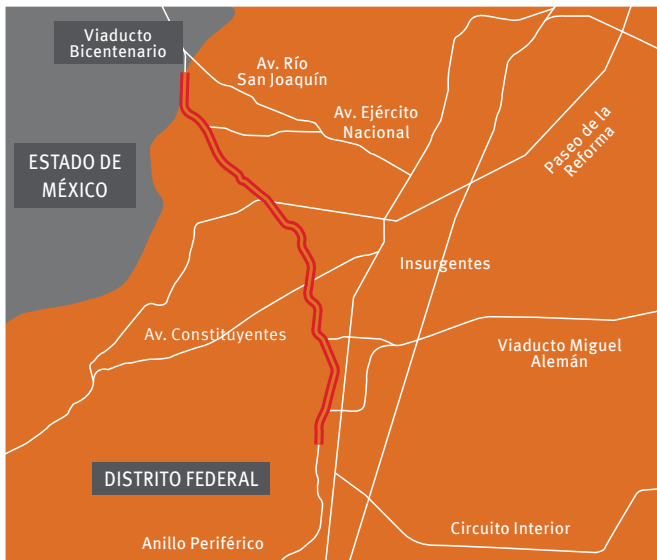 Viaducto
Bicentenario
Av. Río
San Joaquín
Av. Ejército
Nacional
Paseo de la
Reforma
ESTADO DE
MÉXICO
Insurgentes
Av. Constituyentes
Viaducto Miguel
Alemán
DISTRITO FEDERAL
Circuito Interior
Anillo Periférico